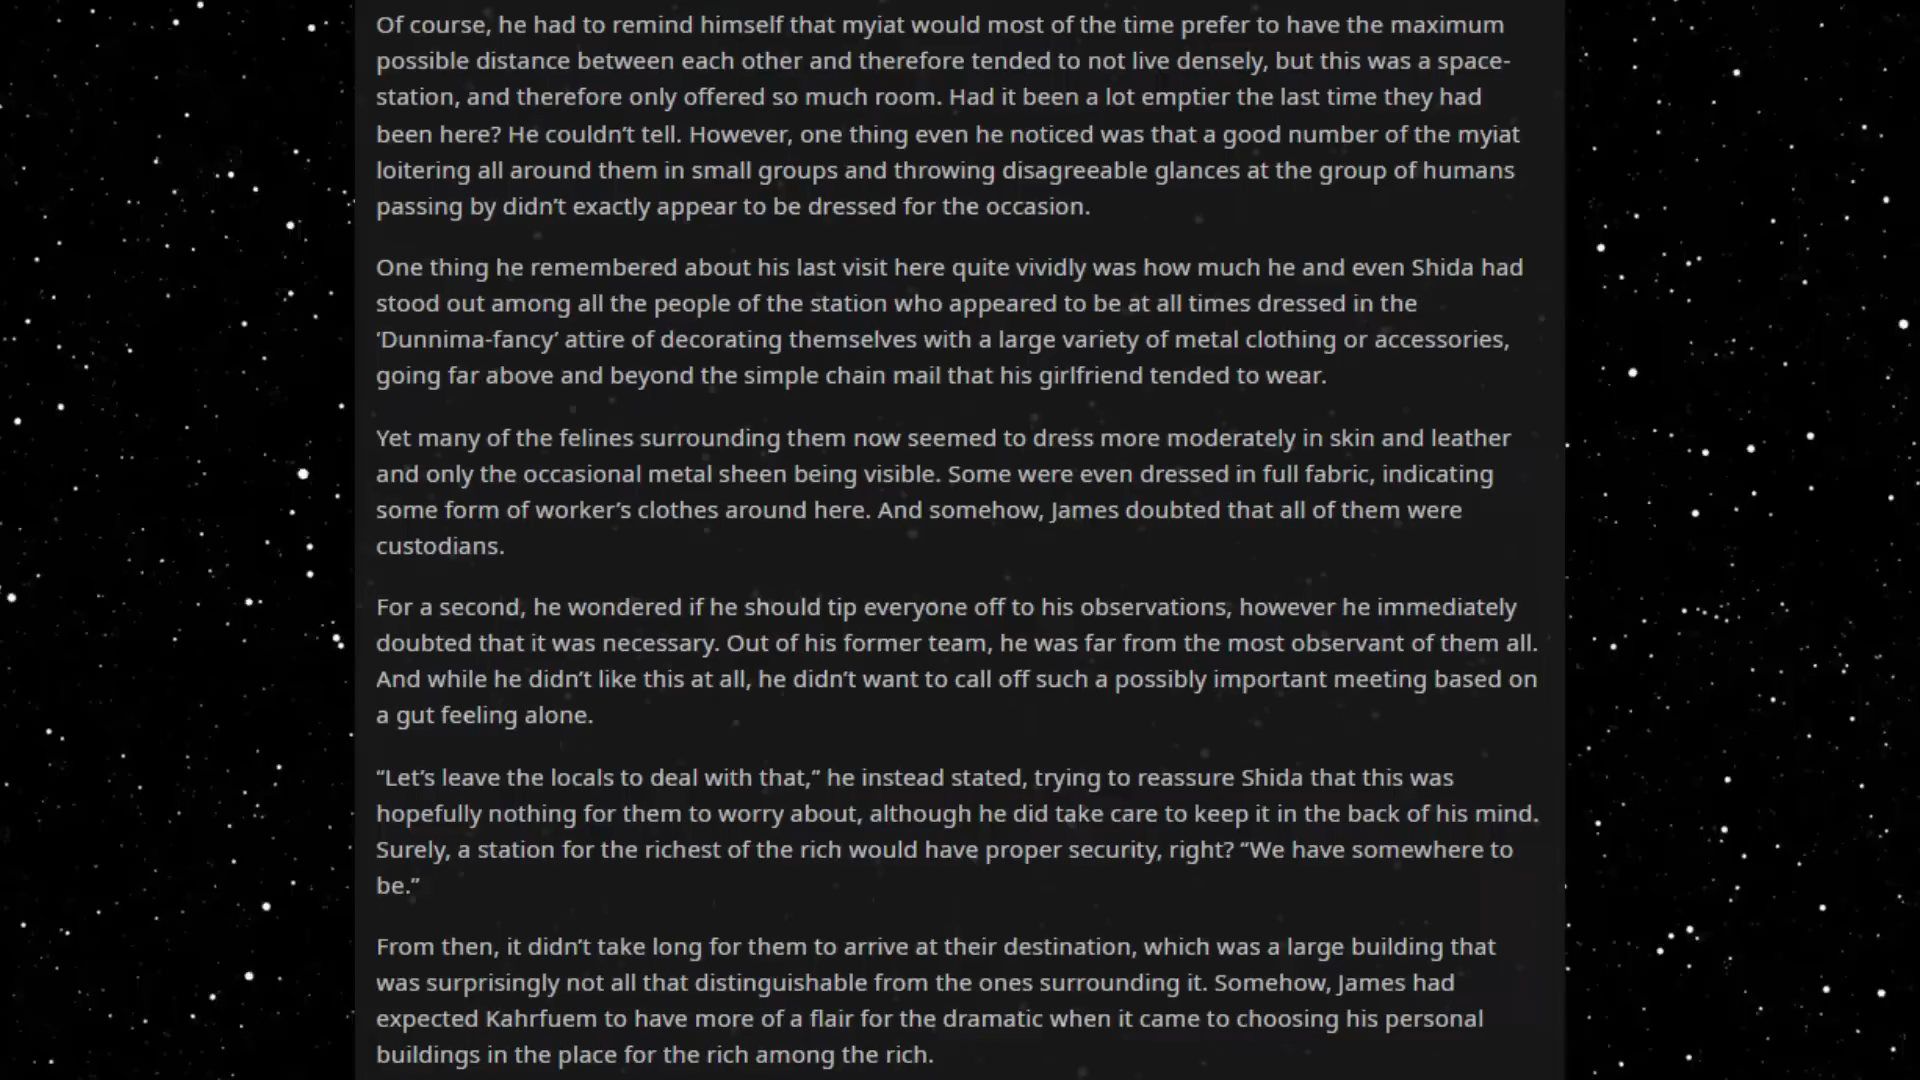 Of course, he had to remind himself that myiat would most of the time prefer to have the maximum
possible distance between each other and therefore tended to not live densely, but this was a space-
station, and therefore only offered so much room. Had it been a lot emptier the last time they had
been here? He couldn’t tell. However, one thing even he noticed was that a good number of the myiat
loitering all around them in small groups and throwing disagreeable glances at the group of humans
passing by didn’t exactly appear to be dressed for the occasion.
One thing he remembered about his last visit here quite vividly was how much he and even Shida had
stood out among all the people of the station who appeared to be at all times dressed in the
‘Dunnima-fancy’ attire of decorating themselves with a large variety of metal clothing or accessories,
going far above and beyond the simple chain mail that his girlfriend tended to wear.
Yet many of the felines surrounding them now seemed to dress more moderately in skin and leather
and only the occasional metal sheen being visible. Some were even dressed in full fabric, indicating
some form of worker’s clothes around here. And somehow, James doubted that all of them were
custodians.
For a second, he wondered if he should tip everyone off to his observations, however he immediately
doubted that it was necessary. Out of his former team, he was far from the most observant of them all.
And while he didn’t like this at all, he didn’t want to call off such a possibly important meeting based on
a gut feeling alone.
“Let’s leave the locals to deal with that,” he instead stated, trying to reassure Shida that this was
hopefully nothing for them to worry about, although he did take care to keep it in the back of his mind.
Surely, a station for the richest of the rich would have proper security, right? “We have somewhere to
be.”
From then, it didn’t take long for them to arrive at their destination, which was a large building that
was surprisingly not all that distinguishable from the ones surrounding it. Somehow, James had
expected Kahrfuem to have more of a flair for the dramatic when it came to choosing his personal
buildings in the place for the rich among the rich.